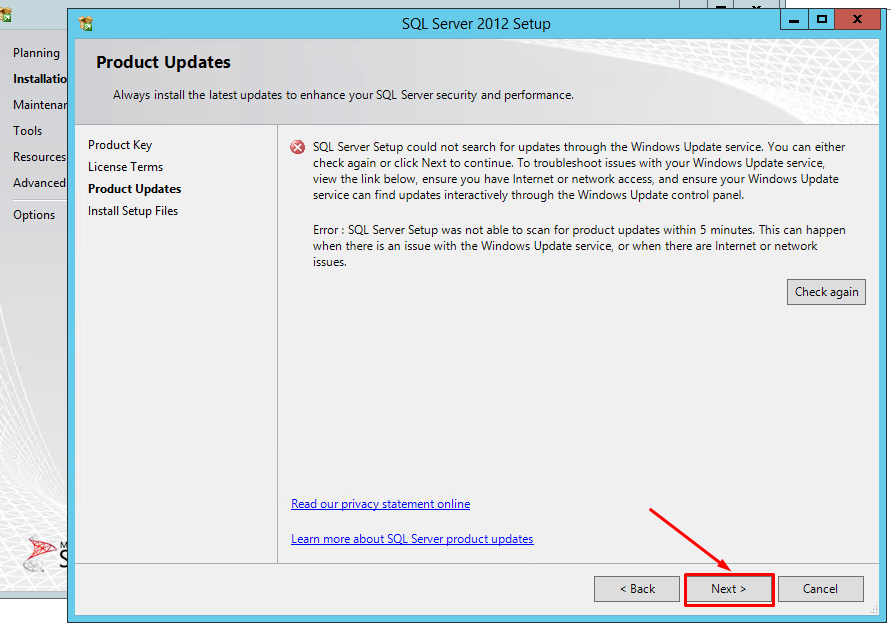 SQL Server 2012 Setup
Planning
Installatio
Maintenan
Tools
Resources
Advanced
Options
Product Updates
Always install the latest updates to enhance your SQL Server security and performance.
Product Key
License Terms
Product Updates
Install Setup Files
SQL Server Setup could not search for updates through the Windows Update service. You can either
check again or click Next to continue. To troubleshoot issues with your Windows Update service,
view the link below, ensure you have Internet or network access, and ensure your Windows Update
service can find updates interactively through the Windows Update control panel.
Error : SQL Server Setup was not able to scan for product updates within 5 minutes. This can happen
when there is an issue with the Windows Update service, or when there are Internet or network
issues.
Check again
Read our privacy statement online
Learn more about SQL Server product updates
< Back
Next >
Cancel